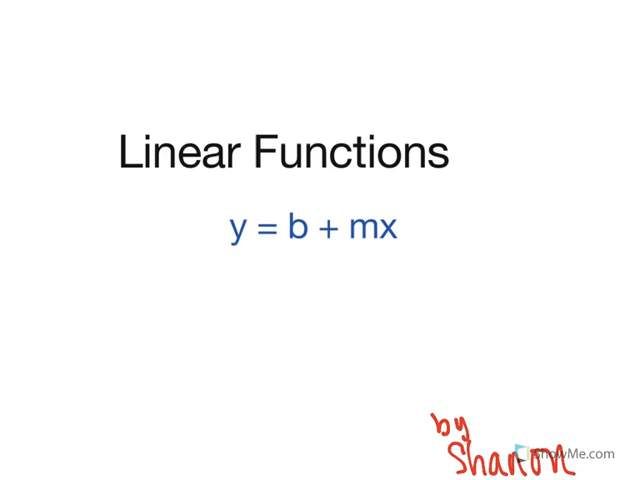 Linear Functions
y = b + mx
by
Sharon
ShowMe.com